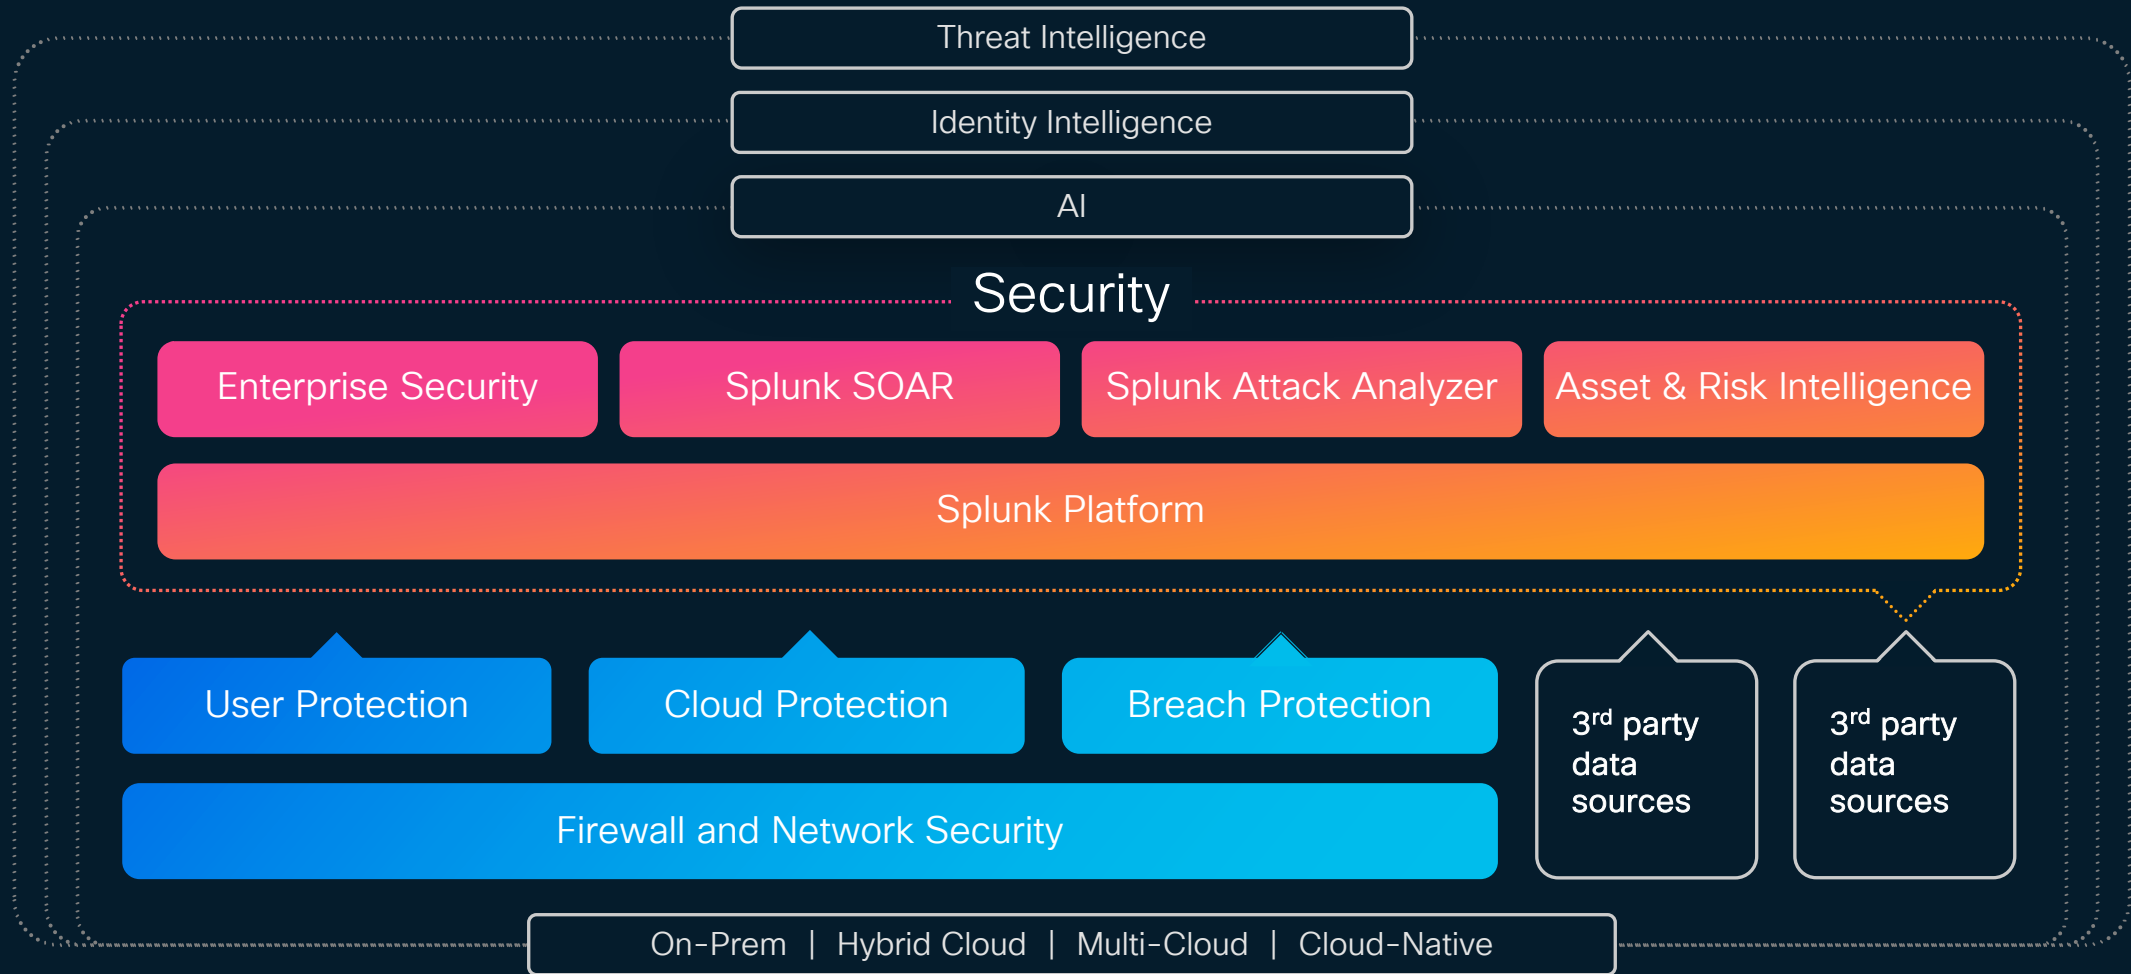 Threat Intelligence
Identity Intelligence
AI
Security
Enterprise Security
Splunk SOAR
Splunk Attack Analyzer
Asset & Risk Intelligence
Splunk Platform
User Protection
Cloud Protection
Breach Protection
Firewall and Network Security
3rd party
data
sources
3rd party
data
sources
On-Prem | Hybrid Cloud | Multi-Cloud | Cloud-Native